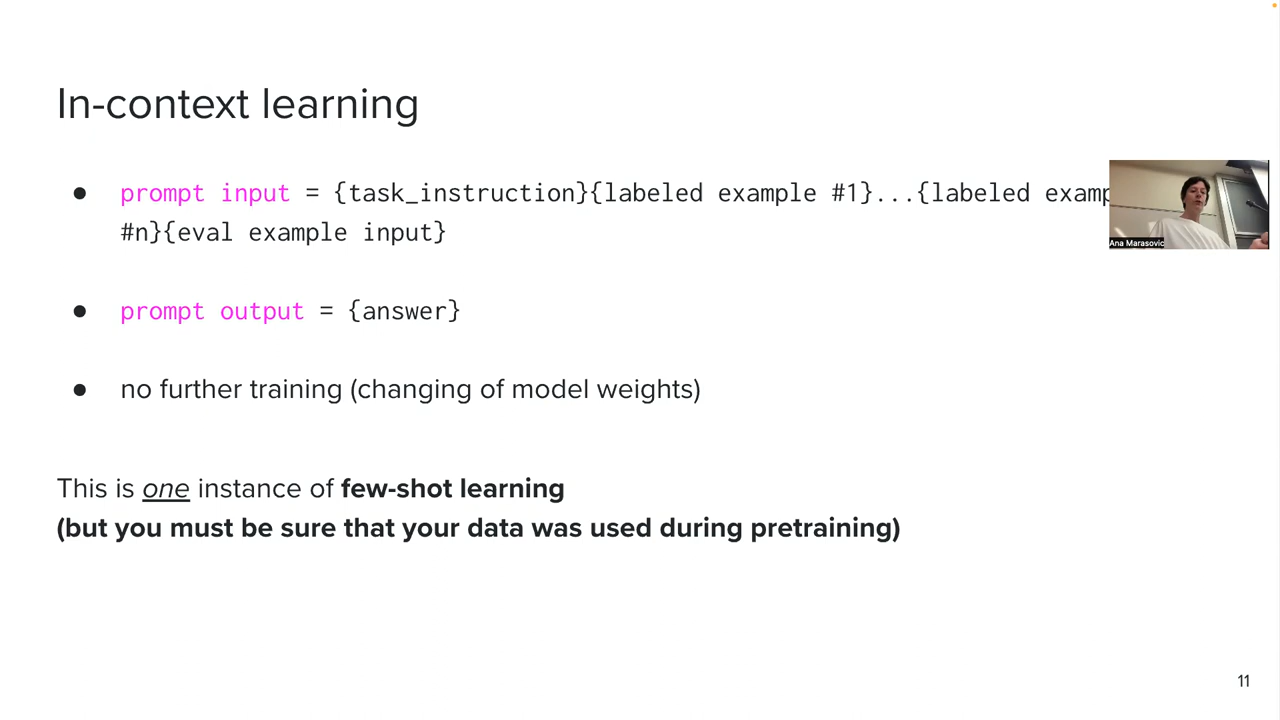 In-context learning
● prompt input = {task_instruction}{labeled example #1}...{labeled
#n}{eval example input}
● prompt output = {answer}
● no further training (changing of model weights)
This is one instance of few-shot learning
(but you must be sure that your data was used during pretraining)
Ana Marasovic
11